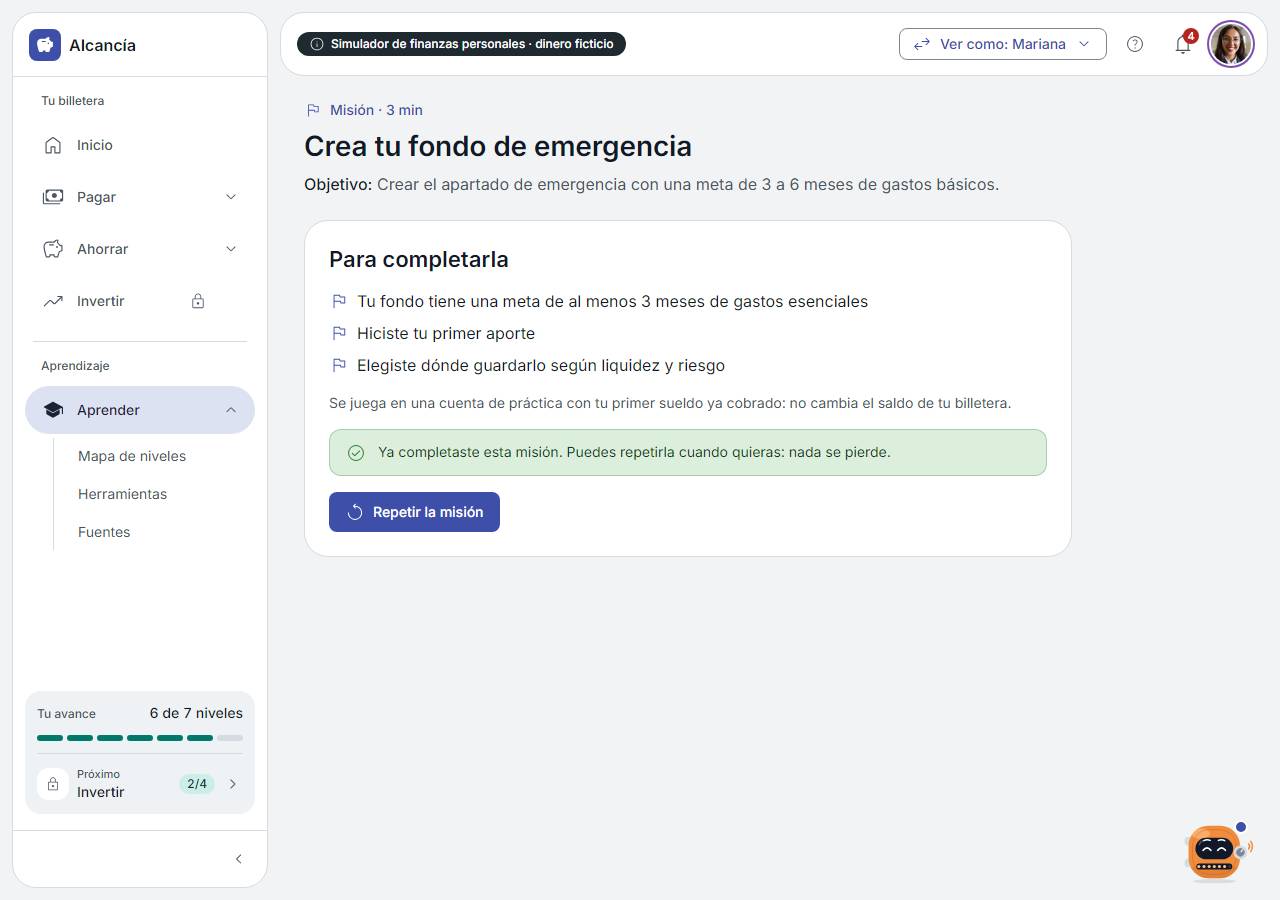 Alcancía
Tu billetera
Inicio
Pagar
Ahorrar
Invertir
Aprendizaje
Aprender
Mapa de niveles
Herramientas
Fuentes
Tu avance
6 de 7 niveles
Próximo
Invertir
2/4
Simulador de finanzas personales · dinero ficticio
Ver como: Mariana
4
Misión · 3 min
Crea tu fondo de emergencia
Objetivo: Crear el apartado de emergencia con una meta de 3 a 6 meses de gastos básicos.
Para completarla
Tu fondo tiene una meta de al menos 3 meses de gastos esenciales
Hiciste tu primer aporte
Elegiste dónde guardarlo según liquidez y riesgo
Se juega en una cuenta de práctica con tu primer sueldo ya cobrado: no cambia el saldo de tu billetera.
Ya completaste esta misión. Puedes repetirla cuando quieras: nada se pierde.
Repetir la misión